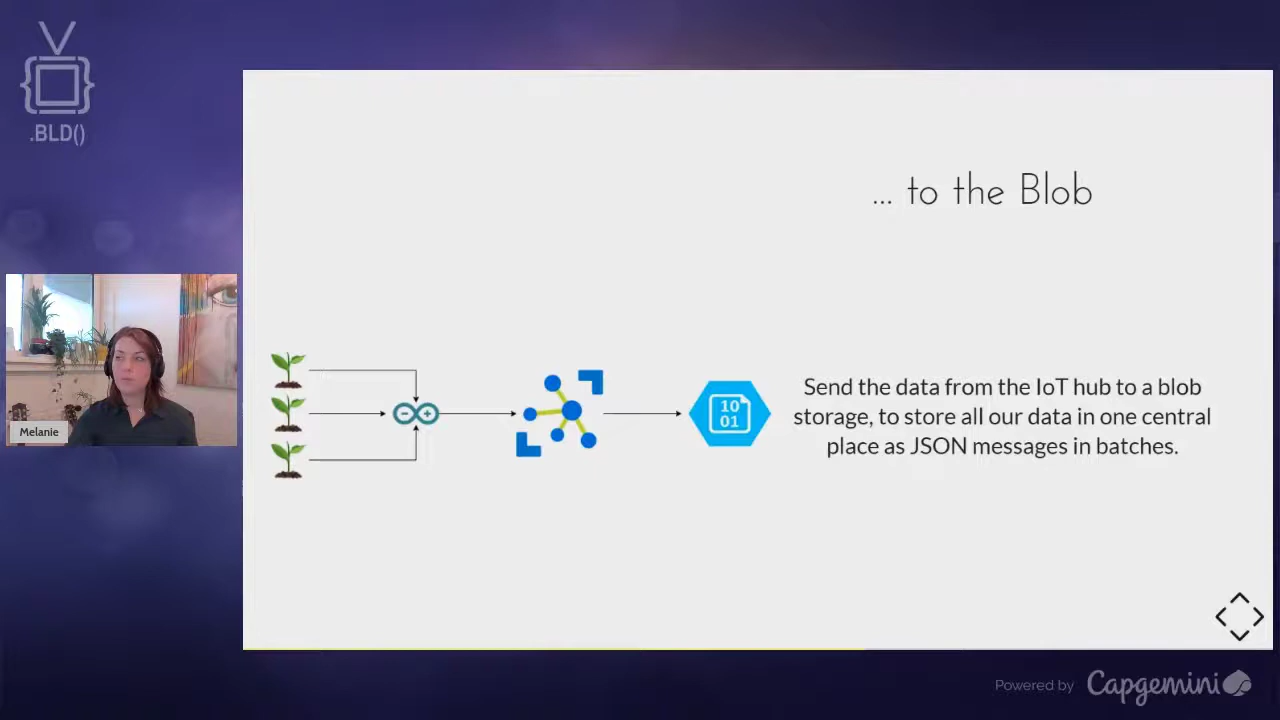 .BLD()
... to the Blob
10
01
Send the data from the IoT hub to a blob
storage, to store all our data in one central
place as JSON messages in batches.
Melanie
Powered by Capgemini